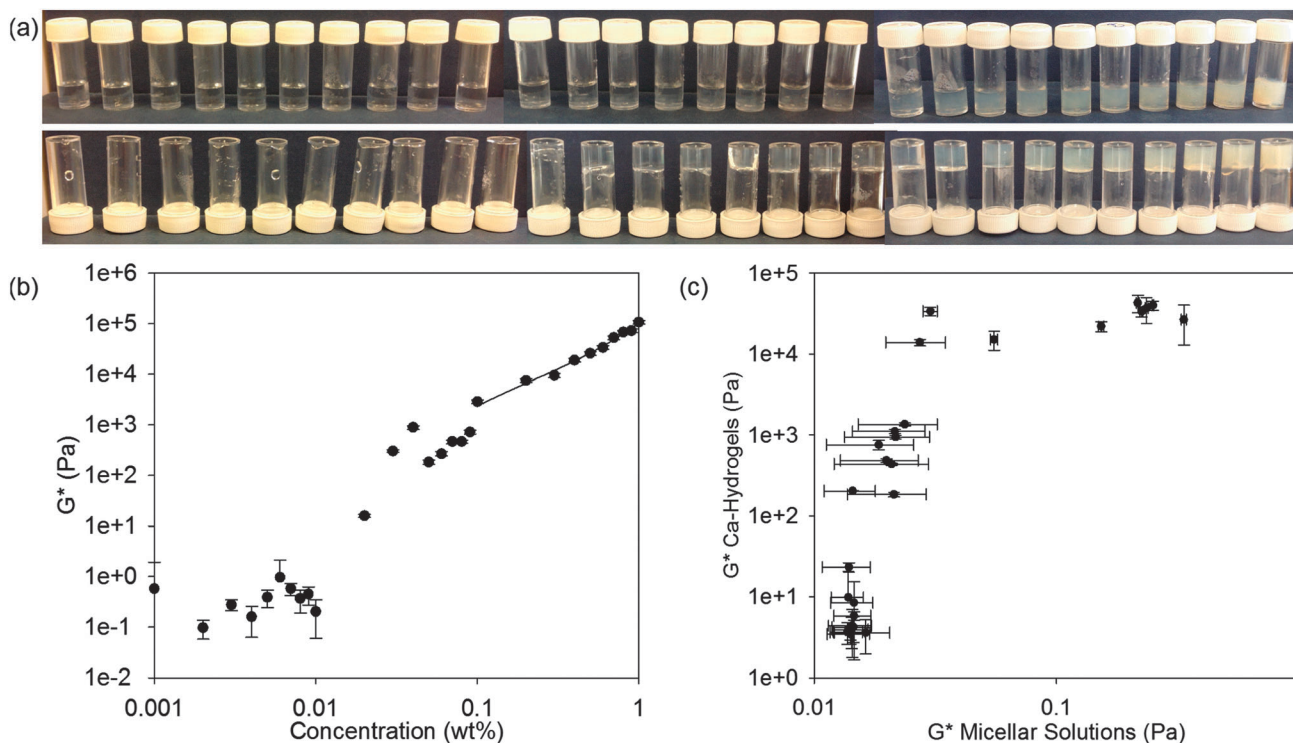 (a)
(b)
1e+6
1e+5
1e+4
1e+3
1e+2
1e+1
1e+0
1e-1
1e-2
G* (Pa)
0.001
0.01
0.1
1
Concentration (wt%)
(c)
1e+5
1e+4
1e+3
1e+2
1e+1
1e+0
G* Ca-Hydrogels (Pa)
0.01
0.1
G* Micellar Solutions (Pa)